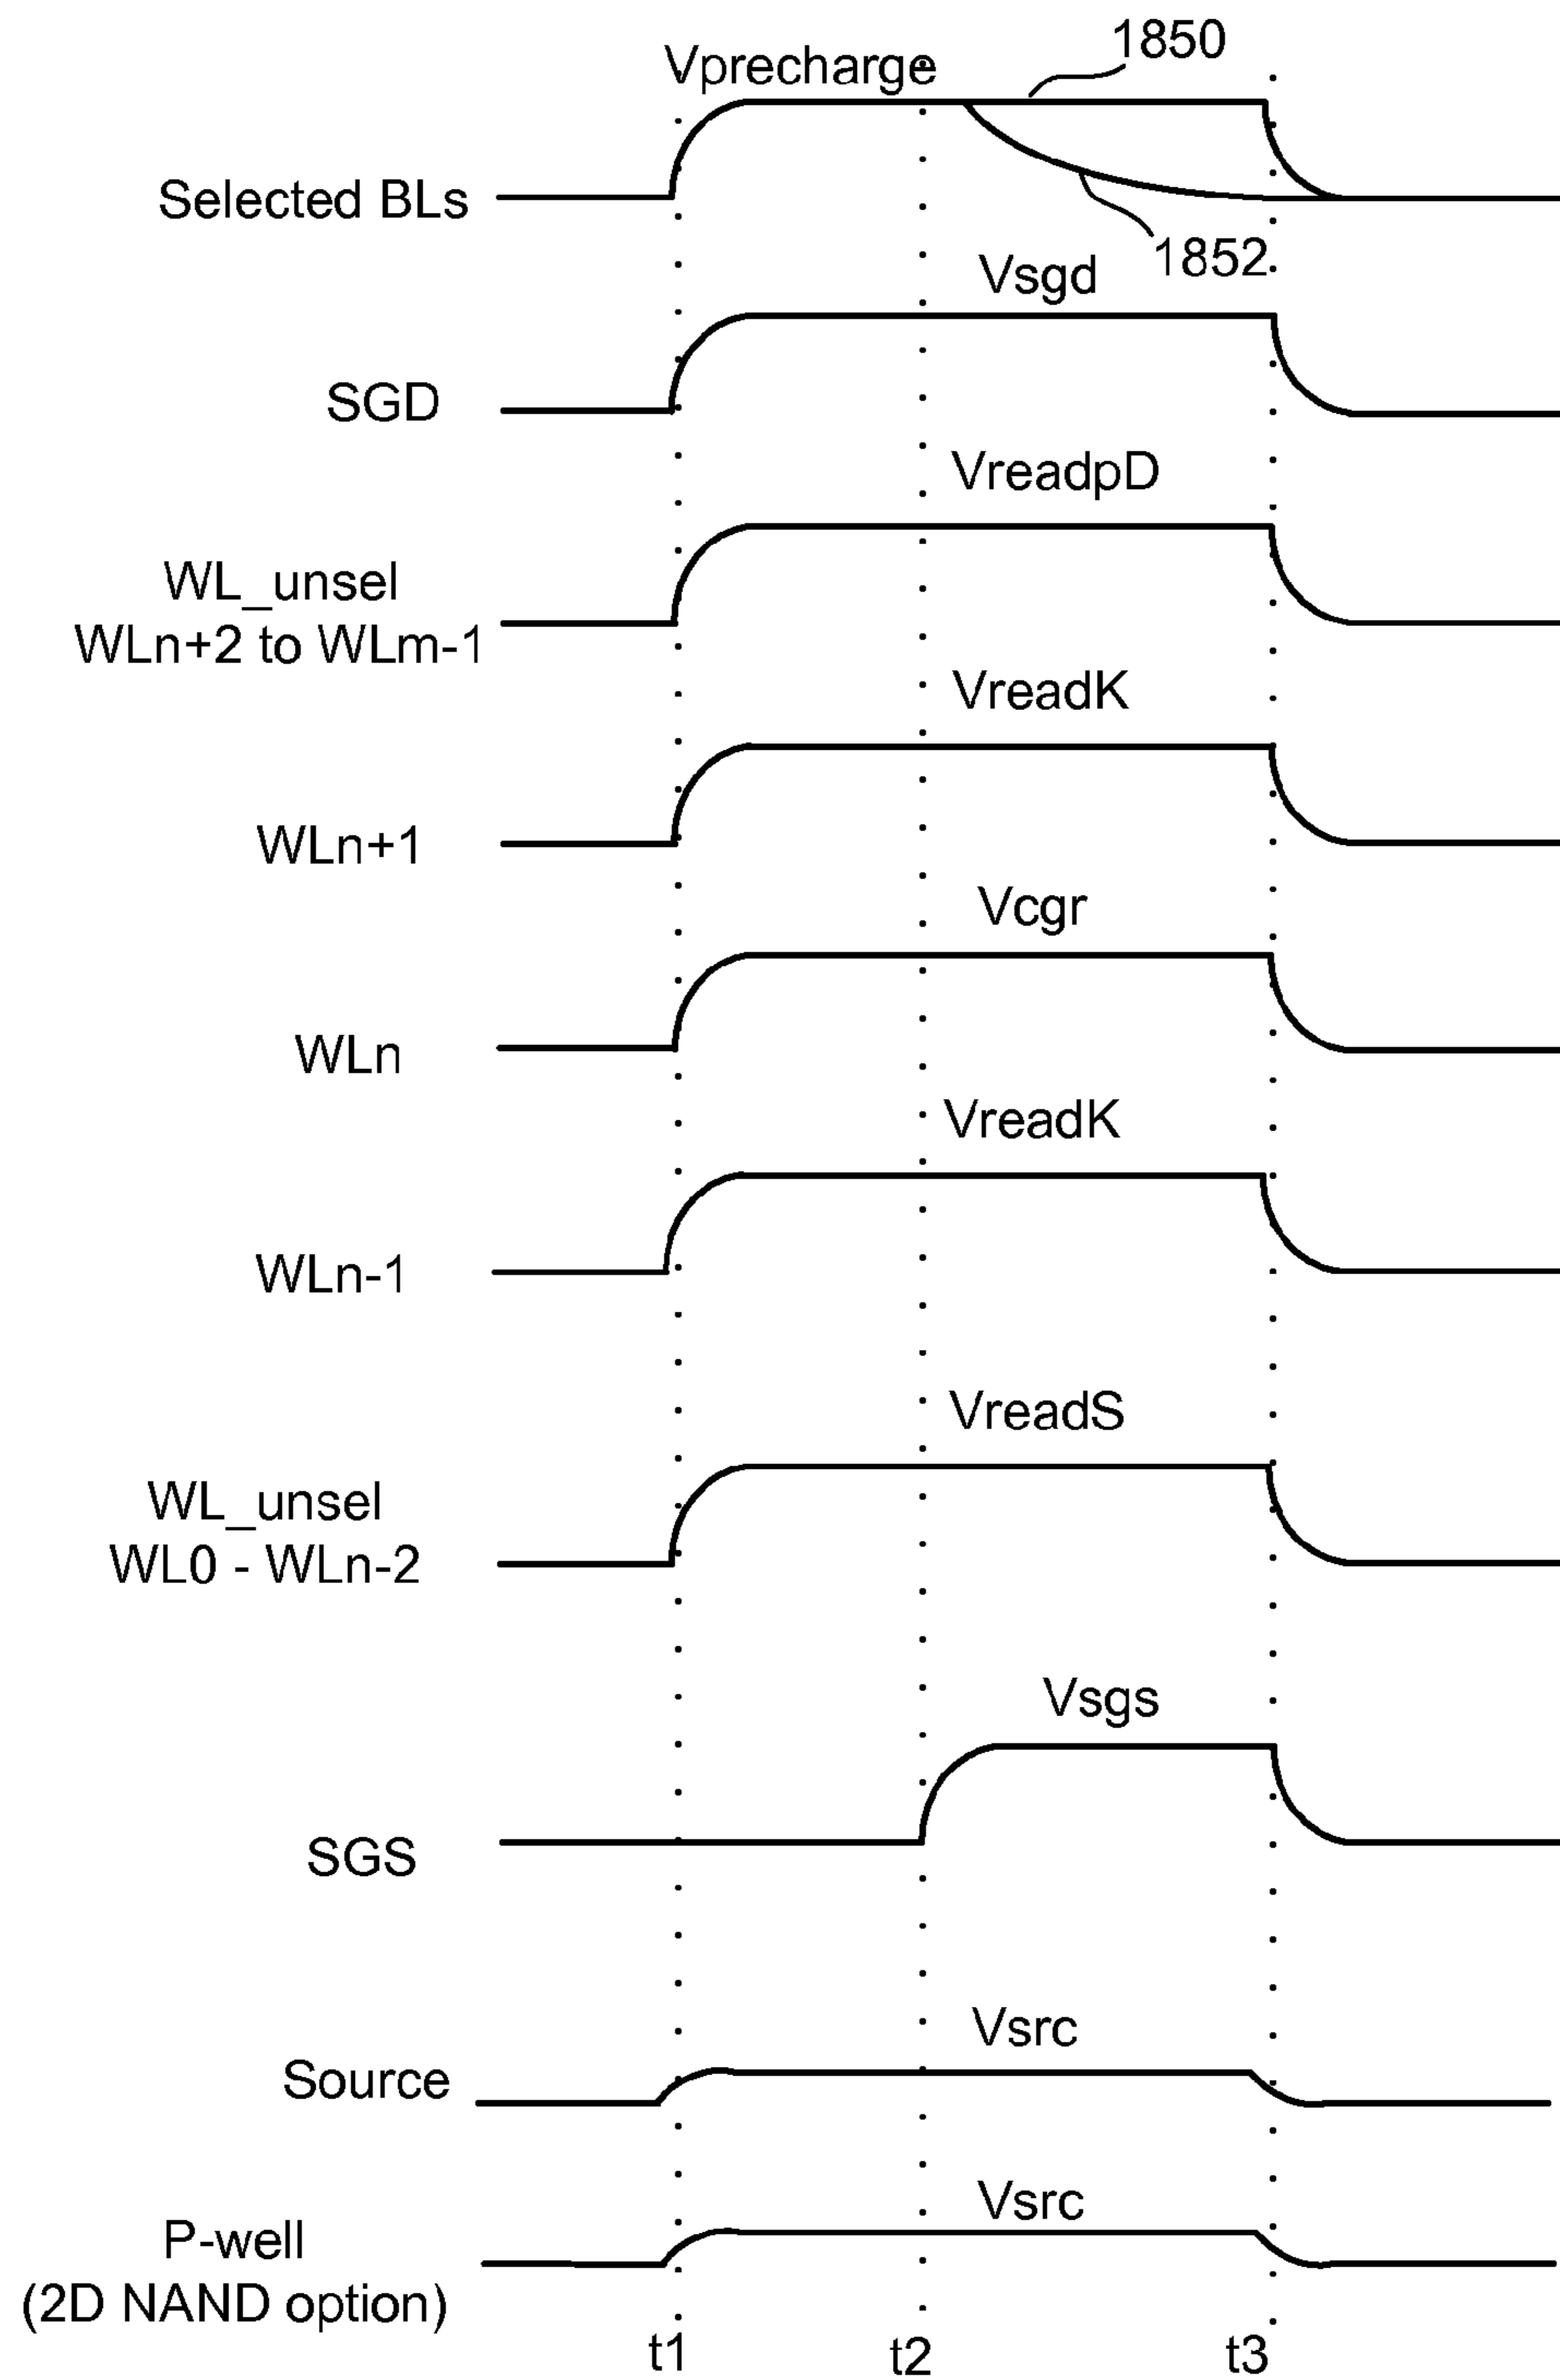 1850
Vprecharge
Selected BLs
1852
Vsgd
SGD
VreadpD
WL_unsel
WLn+2 to WLm-1
VreadK
WLn+1
Vcgr
WLn
VreadK
WLn-1
VreadS
WL_unsel
WL0 - WLn-2
Vsgs
SGS
Vsrc
Source
Vsrc
P-well
(2D NAND option)
t1
t2
t3